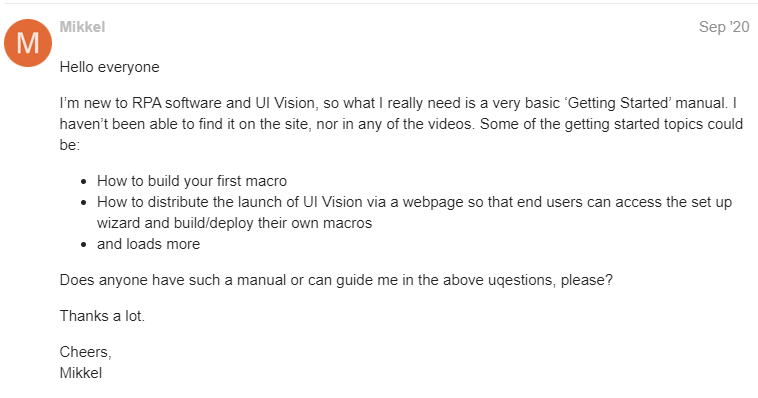 M
Mikkel
Sep '20
Hello everyone
I'm new to RPA software and UI Vision, so what I really need is a very basic 'Getting Started' manual. I
haven't been able to find it on the site, nor in any of the videos. Some of the getting started topics could
be:
• How to build your first macro
• How to distribute the launch of UI Vision via a webpage so that end users can access the set up
wizard and build/deploy their own macros
• and loads more
Does anyone have such a manual or can guide me in the above uqestions, please?
Thanks a lot.
Cheers,
Mikkel